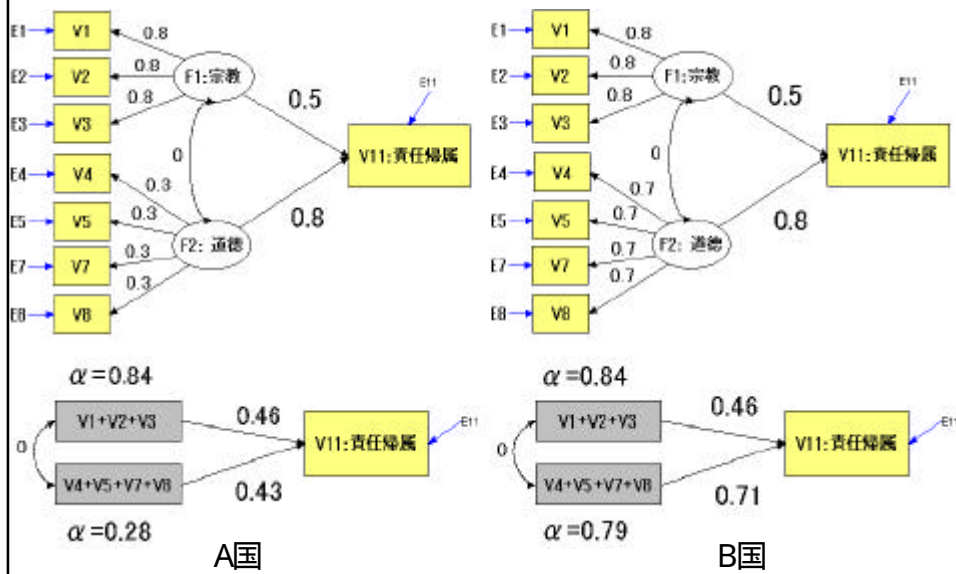 E1 V1 0.8
E2 V2 0.8 F1:宗教
E3 V3 0.8
0.5
E11
V11:責任帰属
0
E4 V4 0.3
E5 V5 0.3
0.8
F2: 道徳
E7 V7 0.3
E8 V8 0.3
α=0.84
V1+V2+V3
0.46
V11:責任帰属
E11
0
V4+V5+V7+V8
0.43
α=0.28
A国
E1 V1 0.8
E2 V2 0.8 F1:宗教
E3 V3 0.8
0.5
E11
V11:責任帰属
0
E4 V4 0.7
E5 V5 0.7
0.8
F2: 道徳
E7 V7 0.7
E8 V8 0.7
α=0.84
V1+V2+V3
0.46
V11:責任帰属
E11
0
V4+V5+V7+V8
0.71
α=0.79
B国